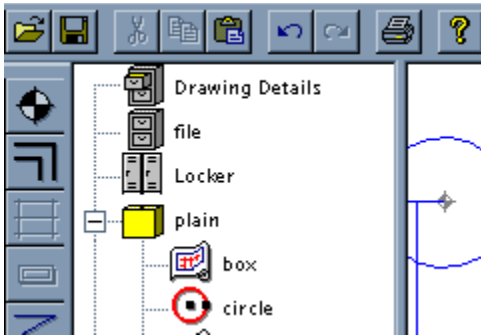 Drawing Details
file
Locker
plain
box
circle